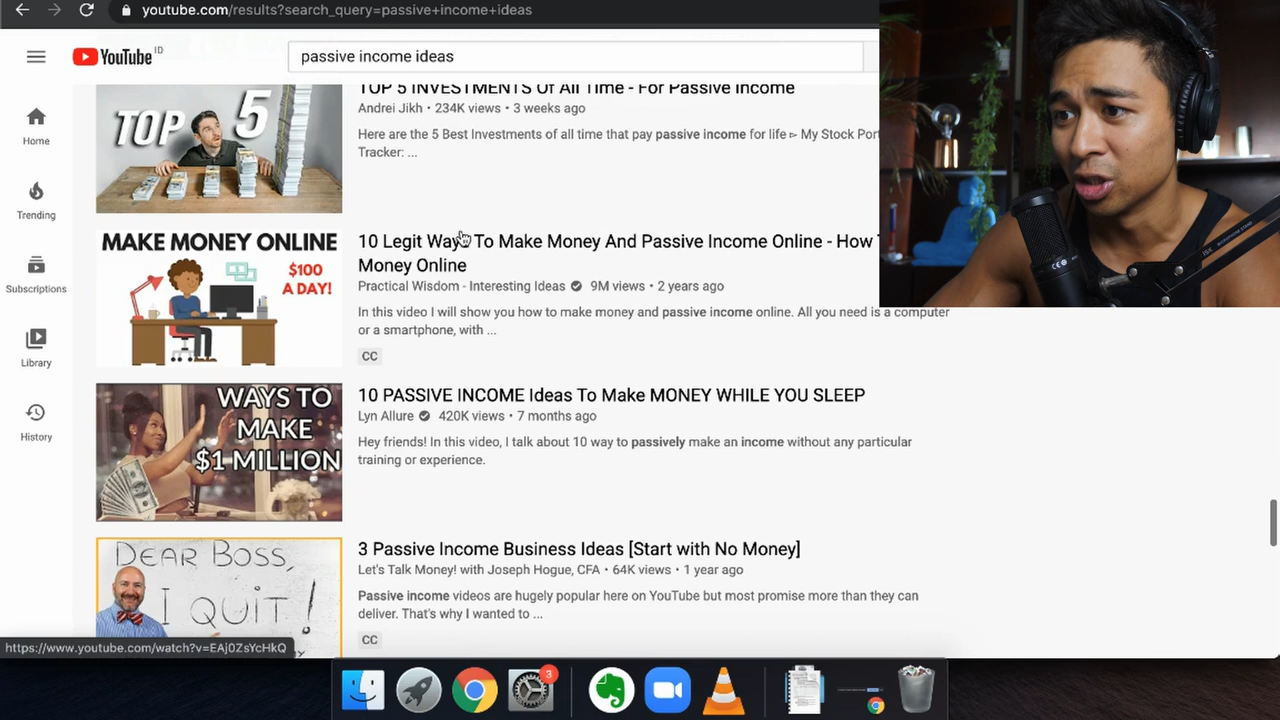 youtube.com/results?search_query=passive+income+ideas
YouTube ID
passive income ideas
Home
Trending
Subscriptions
Library
History
TOP 5
TOP 5 INVESTMENTS Of All Time - For Passive Income
Andrei Jikh • 234K views • 3 weeks ago
Here are the 5 Best Investments of all time that pay passive income for life ▻ My Stock
Tracker: ...
MAKE MONEY ONLINE
$100
A DAY!
10 Legit Ways To Make Money And Passive Income Online - How
Money Online
Practical Wisdom - Interesting Ideas 9M views • 2 years ago
In this video I will show you how to make money and passive income online. All you need is a computer
or a smartphone, with ...
CC
WAYS TO
MAKE
$1 MILLION
10 PASSIVE INCOME Ideas To Make MONEY WHILE YOU SLEEP
Lyn Allure 420K views • 7 months ago
Hey friends! In this video, I talk about 10 way to passively make an income without any particular
training or experience.
DEAR BOSS,
I QUIT!
3 Passive Income Business Ideas [Start with No Money]
Let's Talk Money! with Joseph Hogue, CFA • 64K views • 1 year ago
Passive income videos are hugely popular here on YouTube but most promise more than they can
deliver. That's why I wanted to ...
CC
https://www.youtube.com/watch?v=EAj0ZsYcHkQ
3